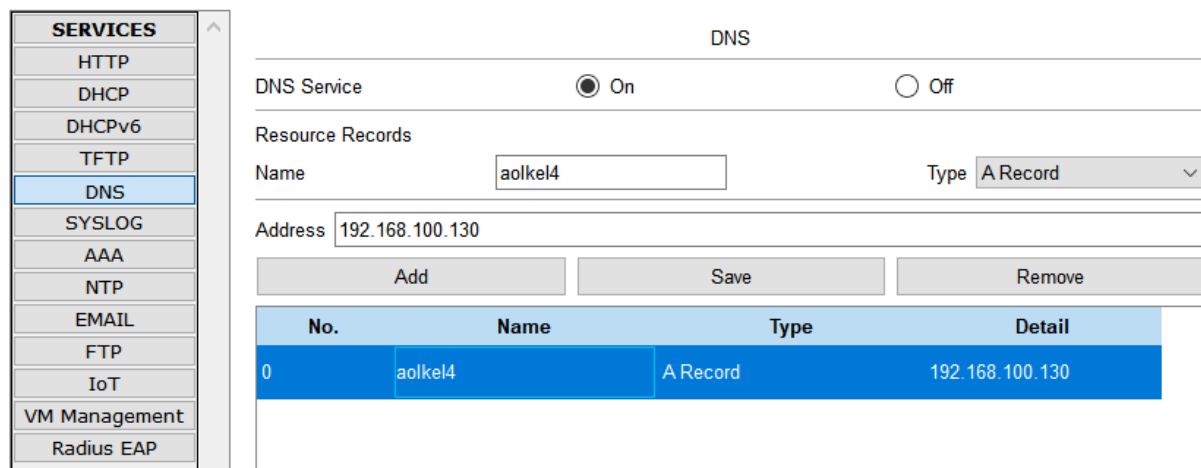 SERVICES
HTTP
DHCP
DHCPv6
TFTP
DNS
SYSLOG
AAA
NTP
EMAIL
FTP
IoT
VM Management
Radius EAP
DNS
DNS Service On Off
Resource Records
Name aolkel4 Type A Record
Address 192.168.100.130
Add Save Remove
No. Name Type Detail
0 aolkel4 A Record 192.168.100.130